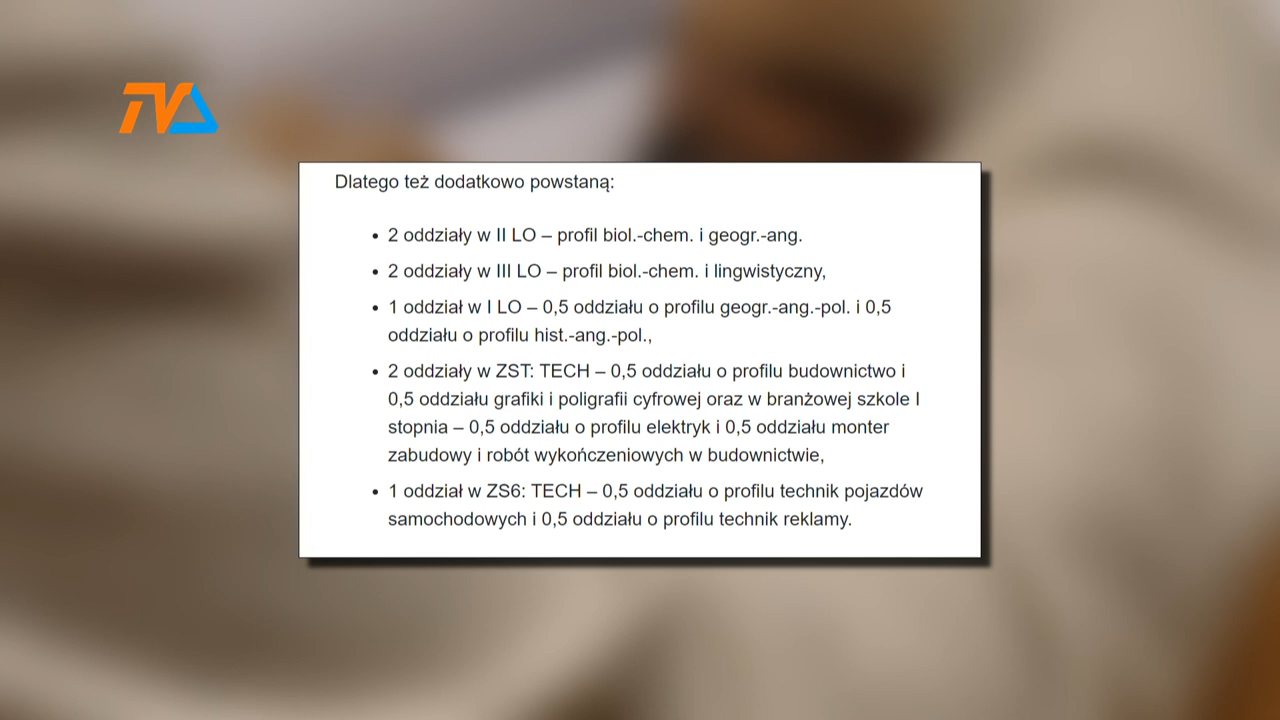 TVA
Dlatego też dodatkowo powstaną:
• 2 oddziały w II LO – profil biol.-chem. i geogr.-ang.
• 2 oddziały w III LO – profil biol.-chem. i lingwistyczny,
• 1 oddział w I LO – 0,5 oddziału o profilu geogr.-ang.-pol. i 0,5
oddziału o profilu hist.-ang.-pol.,
• 2 oddziały w ZST: TECH – 0,5 oddziału o profilu budownictwo i
0,5 oddziału grafiki i poligrafii cyfrowej oraz w branżowej szkole I
stopnia – 0,5 oddziału o profilu elektryk i 0,5 oddziału monter
zabudowy i robót wykończeniowych w budownictwie,
• 1 oddział w ZS6: TECH – 0,5 oddziału o profilu technik pojazdów
samochodowych i 0,5 oddziału o profilu technik reklamy.